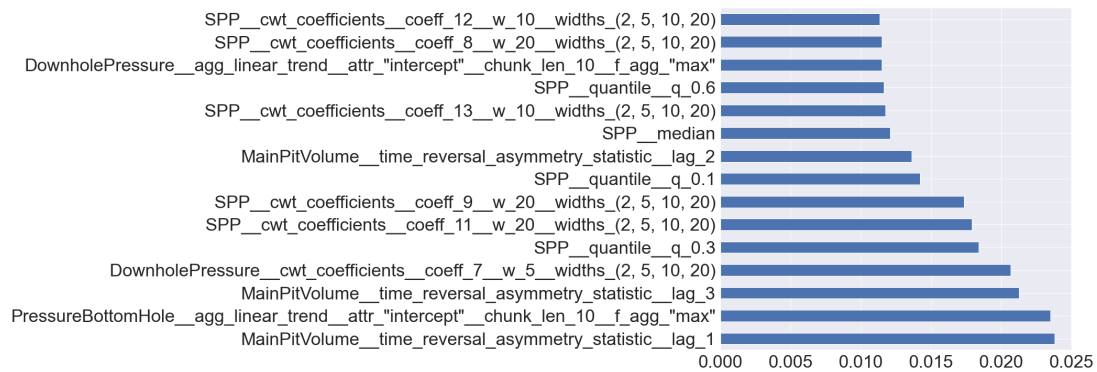 SPP__cwt_coefficients__coeff_12__w_10__widths_(2, 5, 10, 20)
SPP__cwt_coefficients__coeff_8__w_20__widths_(2, 5, 10, 20)
DownholePressure__agg_linear_trend__attr_"intercept"__chunk_len_10__f_agg_"max"
SPP__quantile__q_0.6
SPP__cwt_coefficients__coeff_13__w_10__widths_(2, 5, 10, 20)
SPP__median
MainPitVolume__time_reversal_asymmetry_statistic__lag_2
SPP__quantile__q_0.1
SPP__cwt_coefficients__coeff_9__w_20__widths_(2, 5, 10, 20)
SPP__cwt_coefficients__coeff_11__w_20__widths_(2, 5, 10, 20)
SPP__quantile__q_0.3
DownholePressure__cwt_coefficients__coeff_7__w_5__widths_(2, 5, 10, 20)
MainPitVolume__time_reversal_asymmetry_statistic__lag_3
PressureBottomHole__agg_linear_trend__attr_"intercept"__chunk_len_10__f_agg_"max"
MainPitVolume__time_reversal_asymmetry_statistic__lag_1
0.000 0.005 0.010 0.015 0.020 0.025